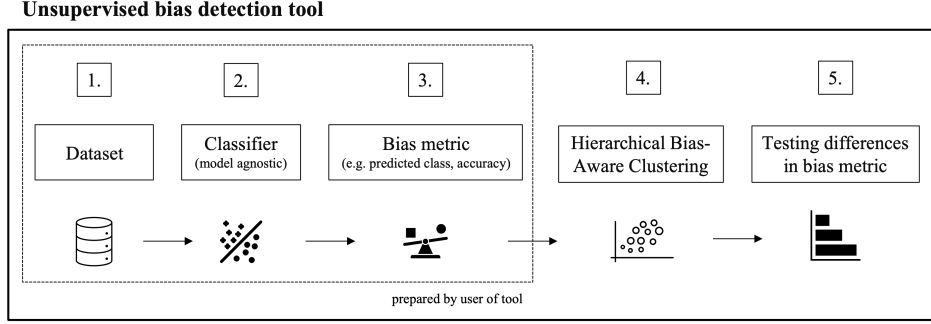 Unsupervised bias detection tool
1.
2.
3.
4.
5.
Dataset
Classifier
(model agnostic)
Bias metric
(e.g. predicted class, accuracy)
Hierarchical Bias-
Aware Clustering
Testing differences
in bias metric
prepared by user of tool